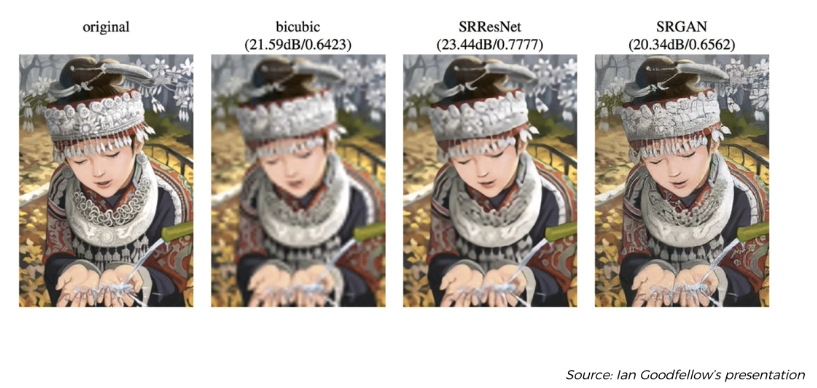 original
bicubic
(21.59dB/0.6423)
SRResNet
(23.44dB/0.7777)
SRGAN
(20.34dB/0.6562)
Source: Ian Goodfellow's presentation